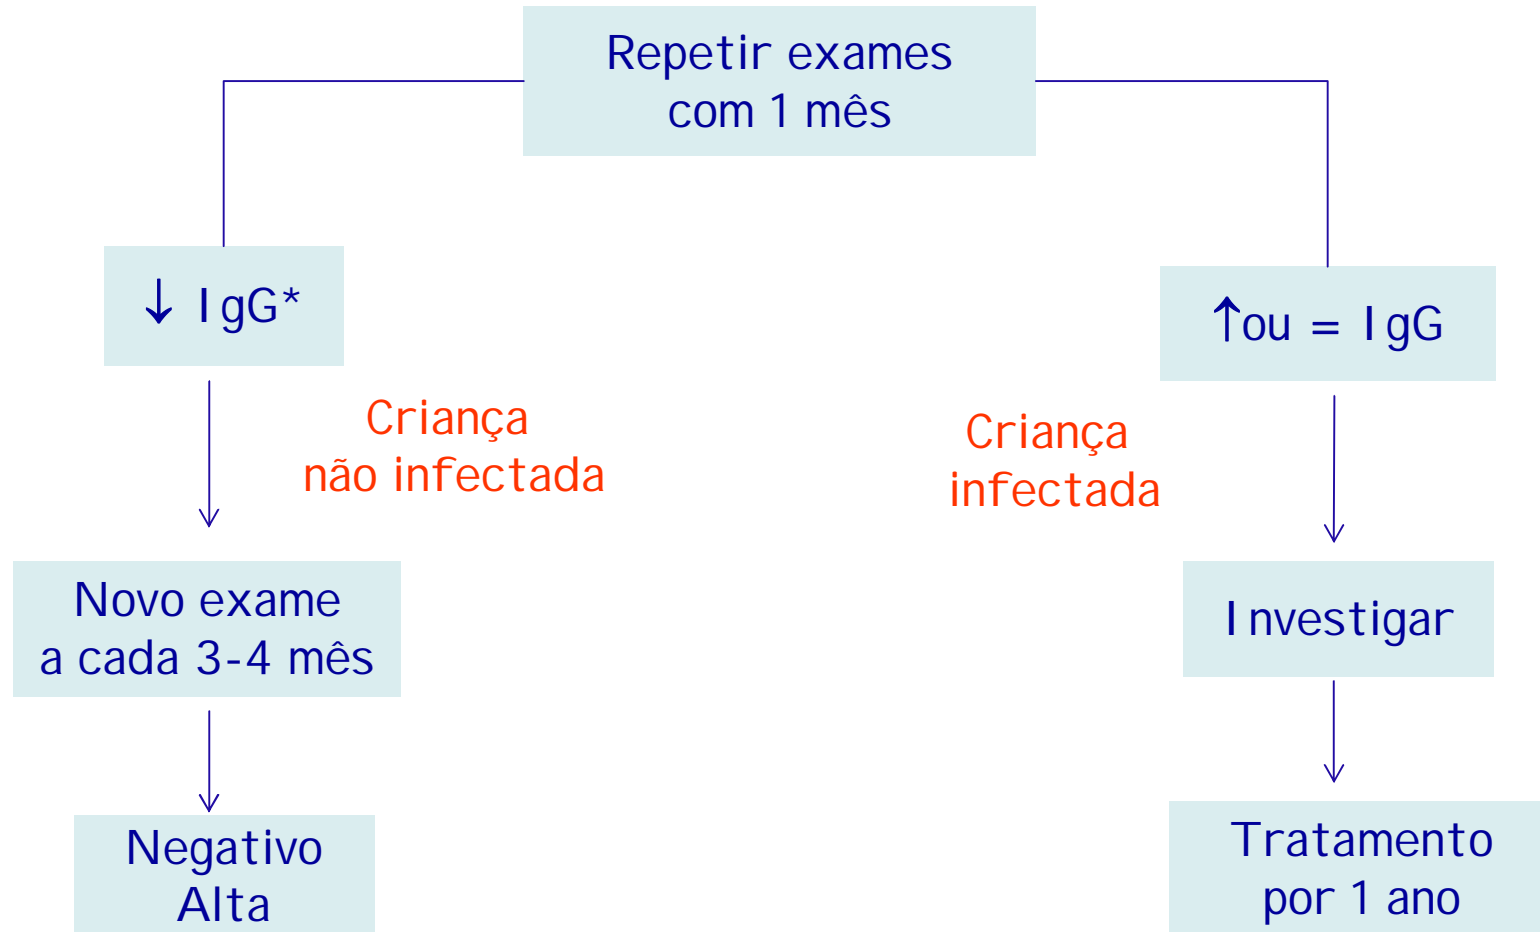 Repetir exames
com 1 mês
↓ IgG*
↑ou = IgG
Criança
não infectada
Criança
infectada
Novo exame
a cada 3-4 mês
Investigar
Negativo
Alta
Tratamento
por 1 ano